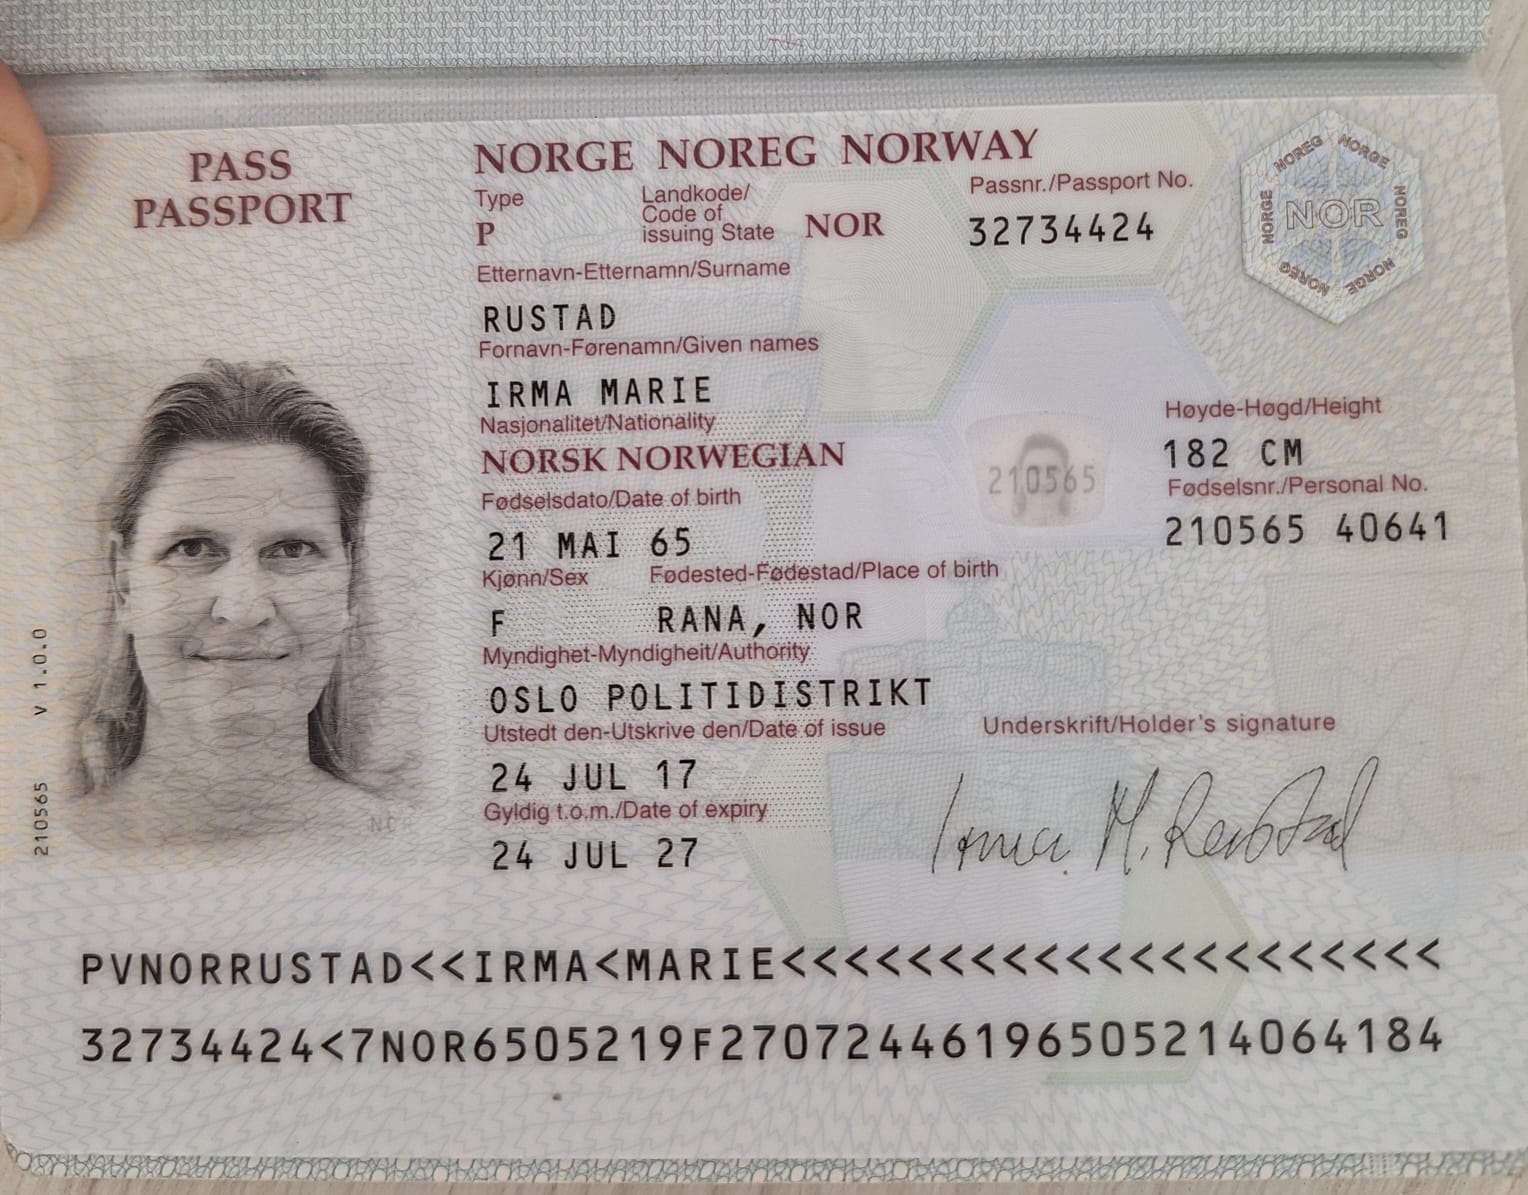 PASS
PASSPORT
NORGE NOREG NORWAY
Type
P
Landkode/
Code of
issuing State
NOR
Passnr./Passport No.
32734424
NOREG NORGE
NORGE NOR NOREG
NOREG NORGE
Etternavn-Etternamn/Surname
RUSTAD
Fornavn-Førenamn/Given names
IRMA MARIE
Nasjonalitet/Nationality
NORSK NORWEGIAN
Høyde-Høgd/Height
182 CM
Fødselsdato/Date of birth
21 MAI 65
210565
Fødselsnr./Personal No.
210565 40641
Kjønn/Sex
F
Fødested-Fødestad/Place of birth
RANA, NOR
Myndighet-Myndigheit/Authority
OSLO POLITIDISTRIKT
Utstedt den-Utskrive den/Date of issue
24 JUL 17
Gyldig t.o.m./Date of expiry
24 JUL 27
Underskrift/Holder's signature
Irma M. Rustad
NOR
210565 V 1.0.0
PVNORRUSTAD<<IRMA<MARIE<<<<<<<<<<<<<<<<<<<<<
32734424<7NOR6505219F27072446196505214064184